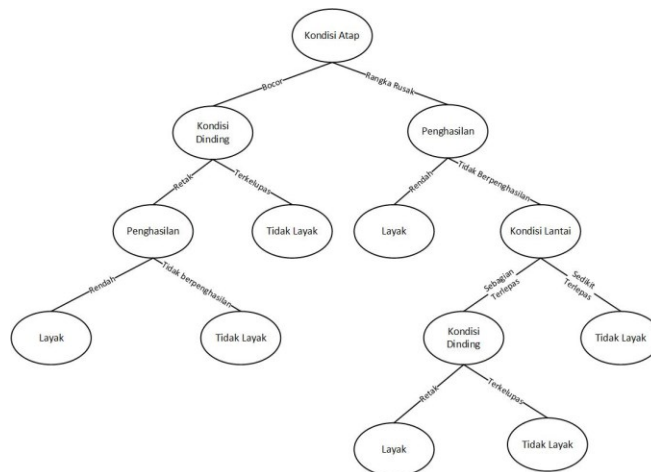 Kondisi Atap
Bocor
Rangka Rusak
Kondisi
Dinding
Penghasilan
Retak
Terkelupas
Rendah
Tidak Berpenghasilan
Penghasilan
Tidak Layak
Layak
Kondisi Lantai
Rendah
Tidak berpenghasilan
Sebagian
Terlepas
Sedikit
Terlepas
Layak
Tidak Layak
Kondisi
Dinding
Tidak Layak
Retak
Terkelupas
Layak
Tidak Layak